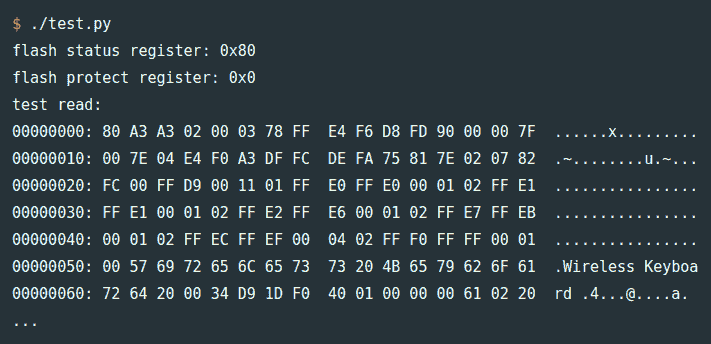 $ ./test.py
flash status register: 0x80
flash protect register: 0x0
test read:
00000000: 80 A3 A3 02 00 03 78 FF  E4 F6 D8 FD 90 00 00 7F  ......x.........
00000010: 00 7E 04 E4 F0 A3 DF FC  DE FA 75 81 7E 02 07 82  .~........u.~...
00000020: FC 00 FF D9 00 11 01 FF  E0 FF E0 00 01 02 FF E1  ................
00000030: FF E1 00 01 02 FF E2 FF  E6 00 01 02 FF E7 FF EB  ................
00000040: 00 01 02 FF EC FF EF 00  04 02 FF F0 FF FF 00 01  ................
00000050: 00 57 69 72 65 6C 65 73  73 20 4B 65 79 62 6F 61  .Wireless Keyboa
00000060: 72 64 20 00 34 D9 1D F0  40 01 00 00 00 61 02 20  rd .4...@....a.
...